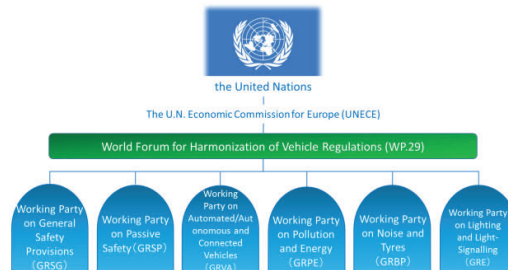 the United Nations
The U.N. Economic Commission for Europe (UNECE)
World Forum for Harmonization of Vehicle Regulations (WP.29)
Working Party
on General
Safety
Provisions
(GRSG)
Working Party
on Passive
Safety(GRSP)
Working
Party on
Automated/Aut
onomous and
Connected
Vehicles
(GRVA)
Working Party
on Pollution
and Energy
(GRPE)
Working Party
on Noise and
Tyres
(GRBP)
Working Party
on Lighting
and Light-
Signalling
(GRE)